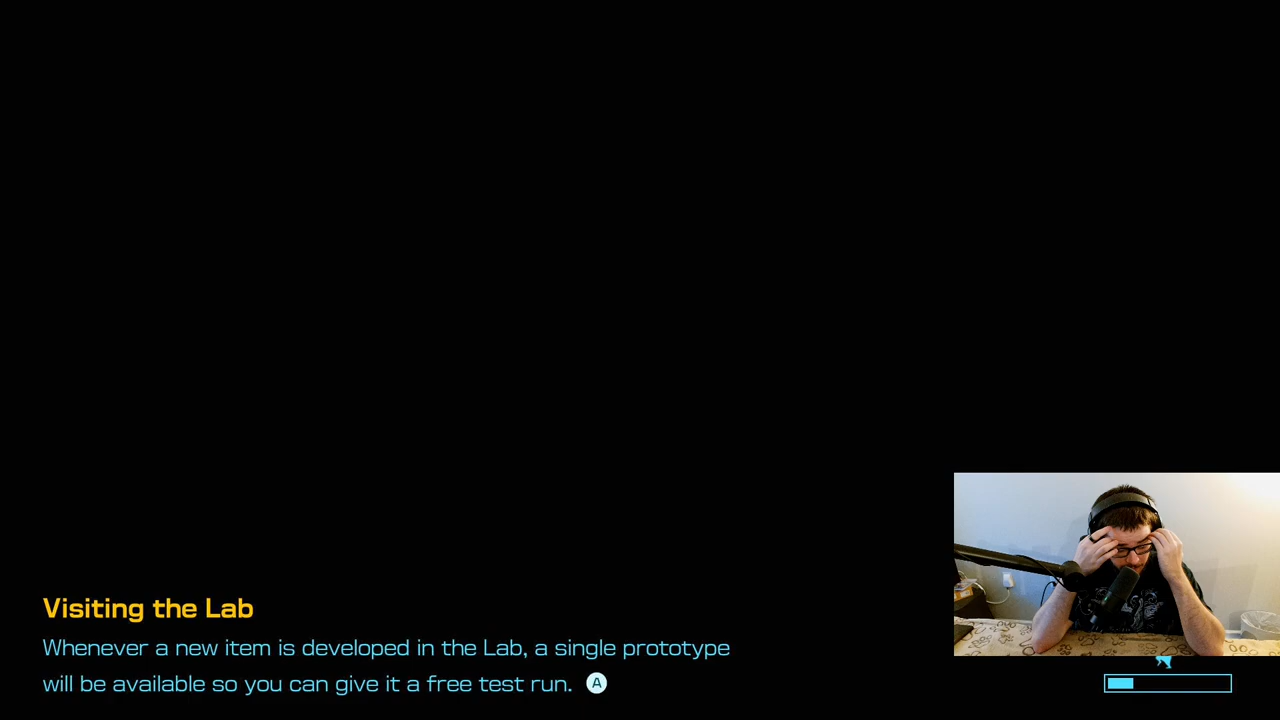 Visiting the Lab
Whenever a new item is developed in the Lab, a single prototype
will be available so you can give it a free test run. A